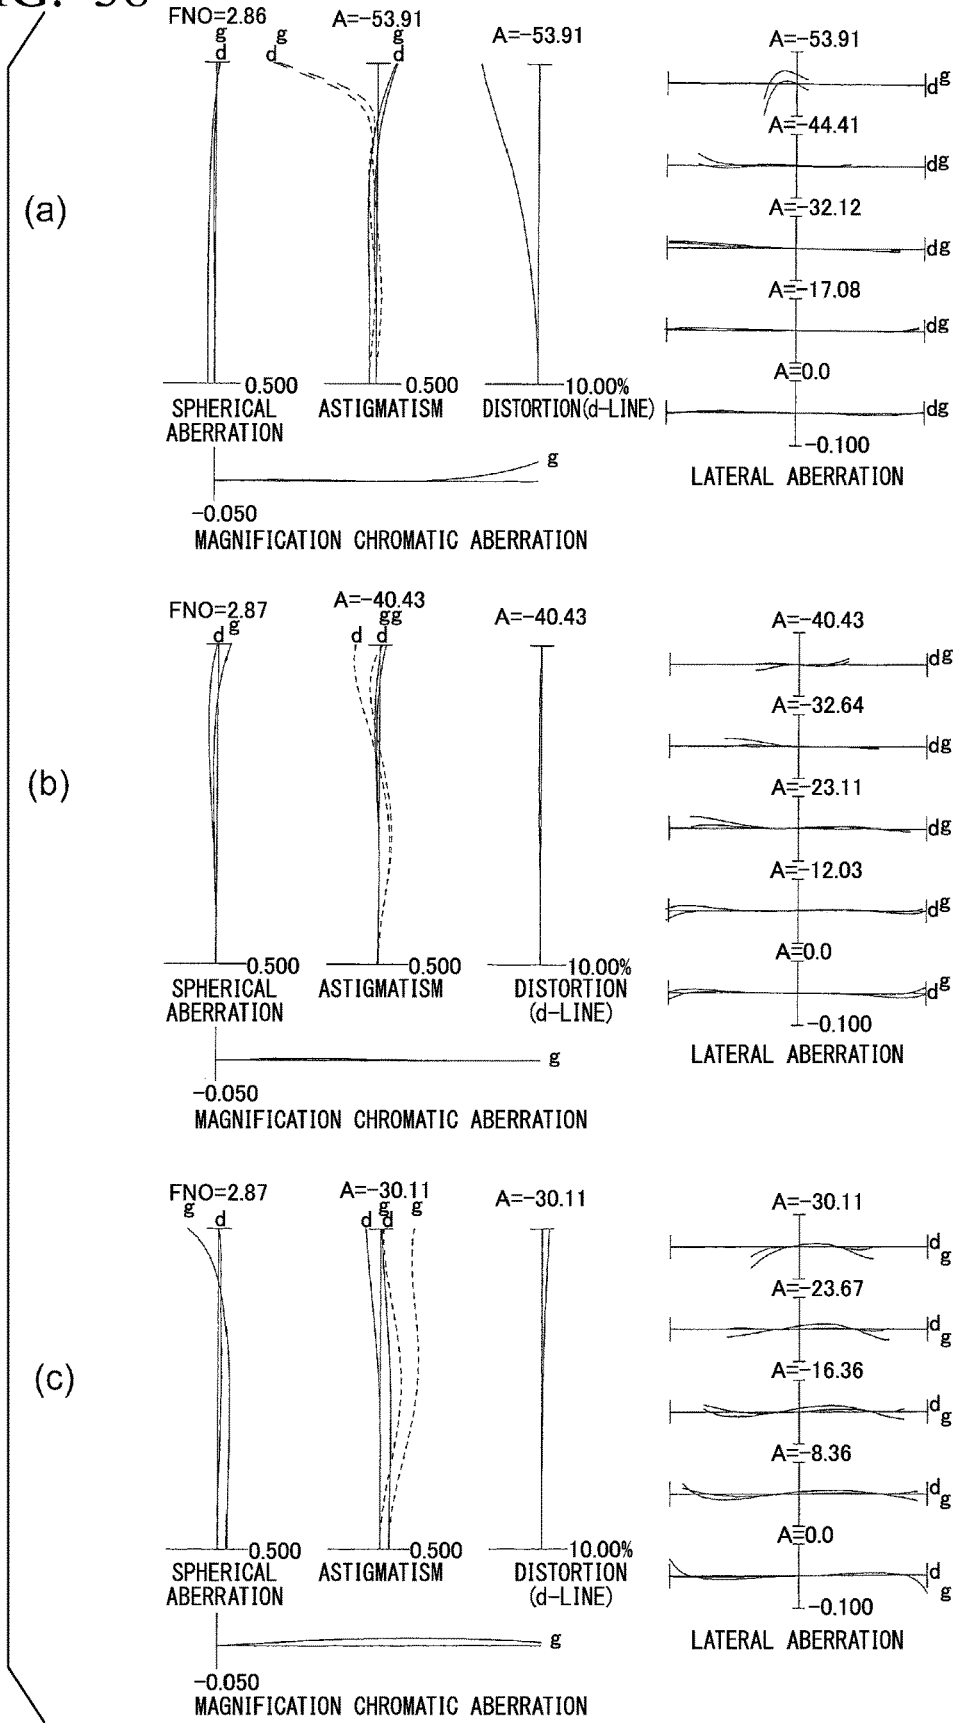 (a)
FNO=2.86
g
d
A=-53.91
g
d
g
d
A=-53.91
0.500
SPHERICAL
ABERRATION
0.500
ASTIGMATISM
10.00%
DISTORTION(d-LINE)
g
-0.050
MAGNIFICATION CHROMATIC ABERRATION
A=-53.91
dg
A=-44.41
dg
A=-32.12
dg
A=-17.08
dg
A=0.0
dg
-0.100
LATERAL ABERRATION
(b)
FNO=2.87
d g
A=-40.43
gg
d d
A=-40.43
0.500
SPHERICAL
ABERRATION
0.500
ASTIGMATISM
10.00%
DISTORTION
(d-LINE)
g
-0.050
MAGNIFICATION CHROMATIC ABERRATION
A=-40.43
dg
A=-32.64
dg
A=-23.11
dg
A=-12.03
dg
A=0.0
dg
-0.100
LATERAL ABERRATION
(c)
FNO=2.87
g d
A=-30.11
g g
d d
A=-30.11
0.500
SPHERICAL
ABERRATION
0.500
ASTIGMATISM
10.00%
DISTORTION
(d-LINE)
g
-0.050
MAGNIFICATION CHROMATIC ABERRATION
A=-30.11
d
g
A=-23.67
d
g
A=-16.36
d
g
A=-8.36
d
g
A=0.0
d
g
-0.100
LATERAL ABERRATION